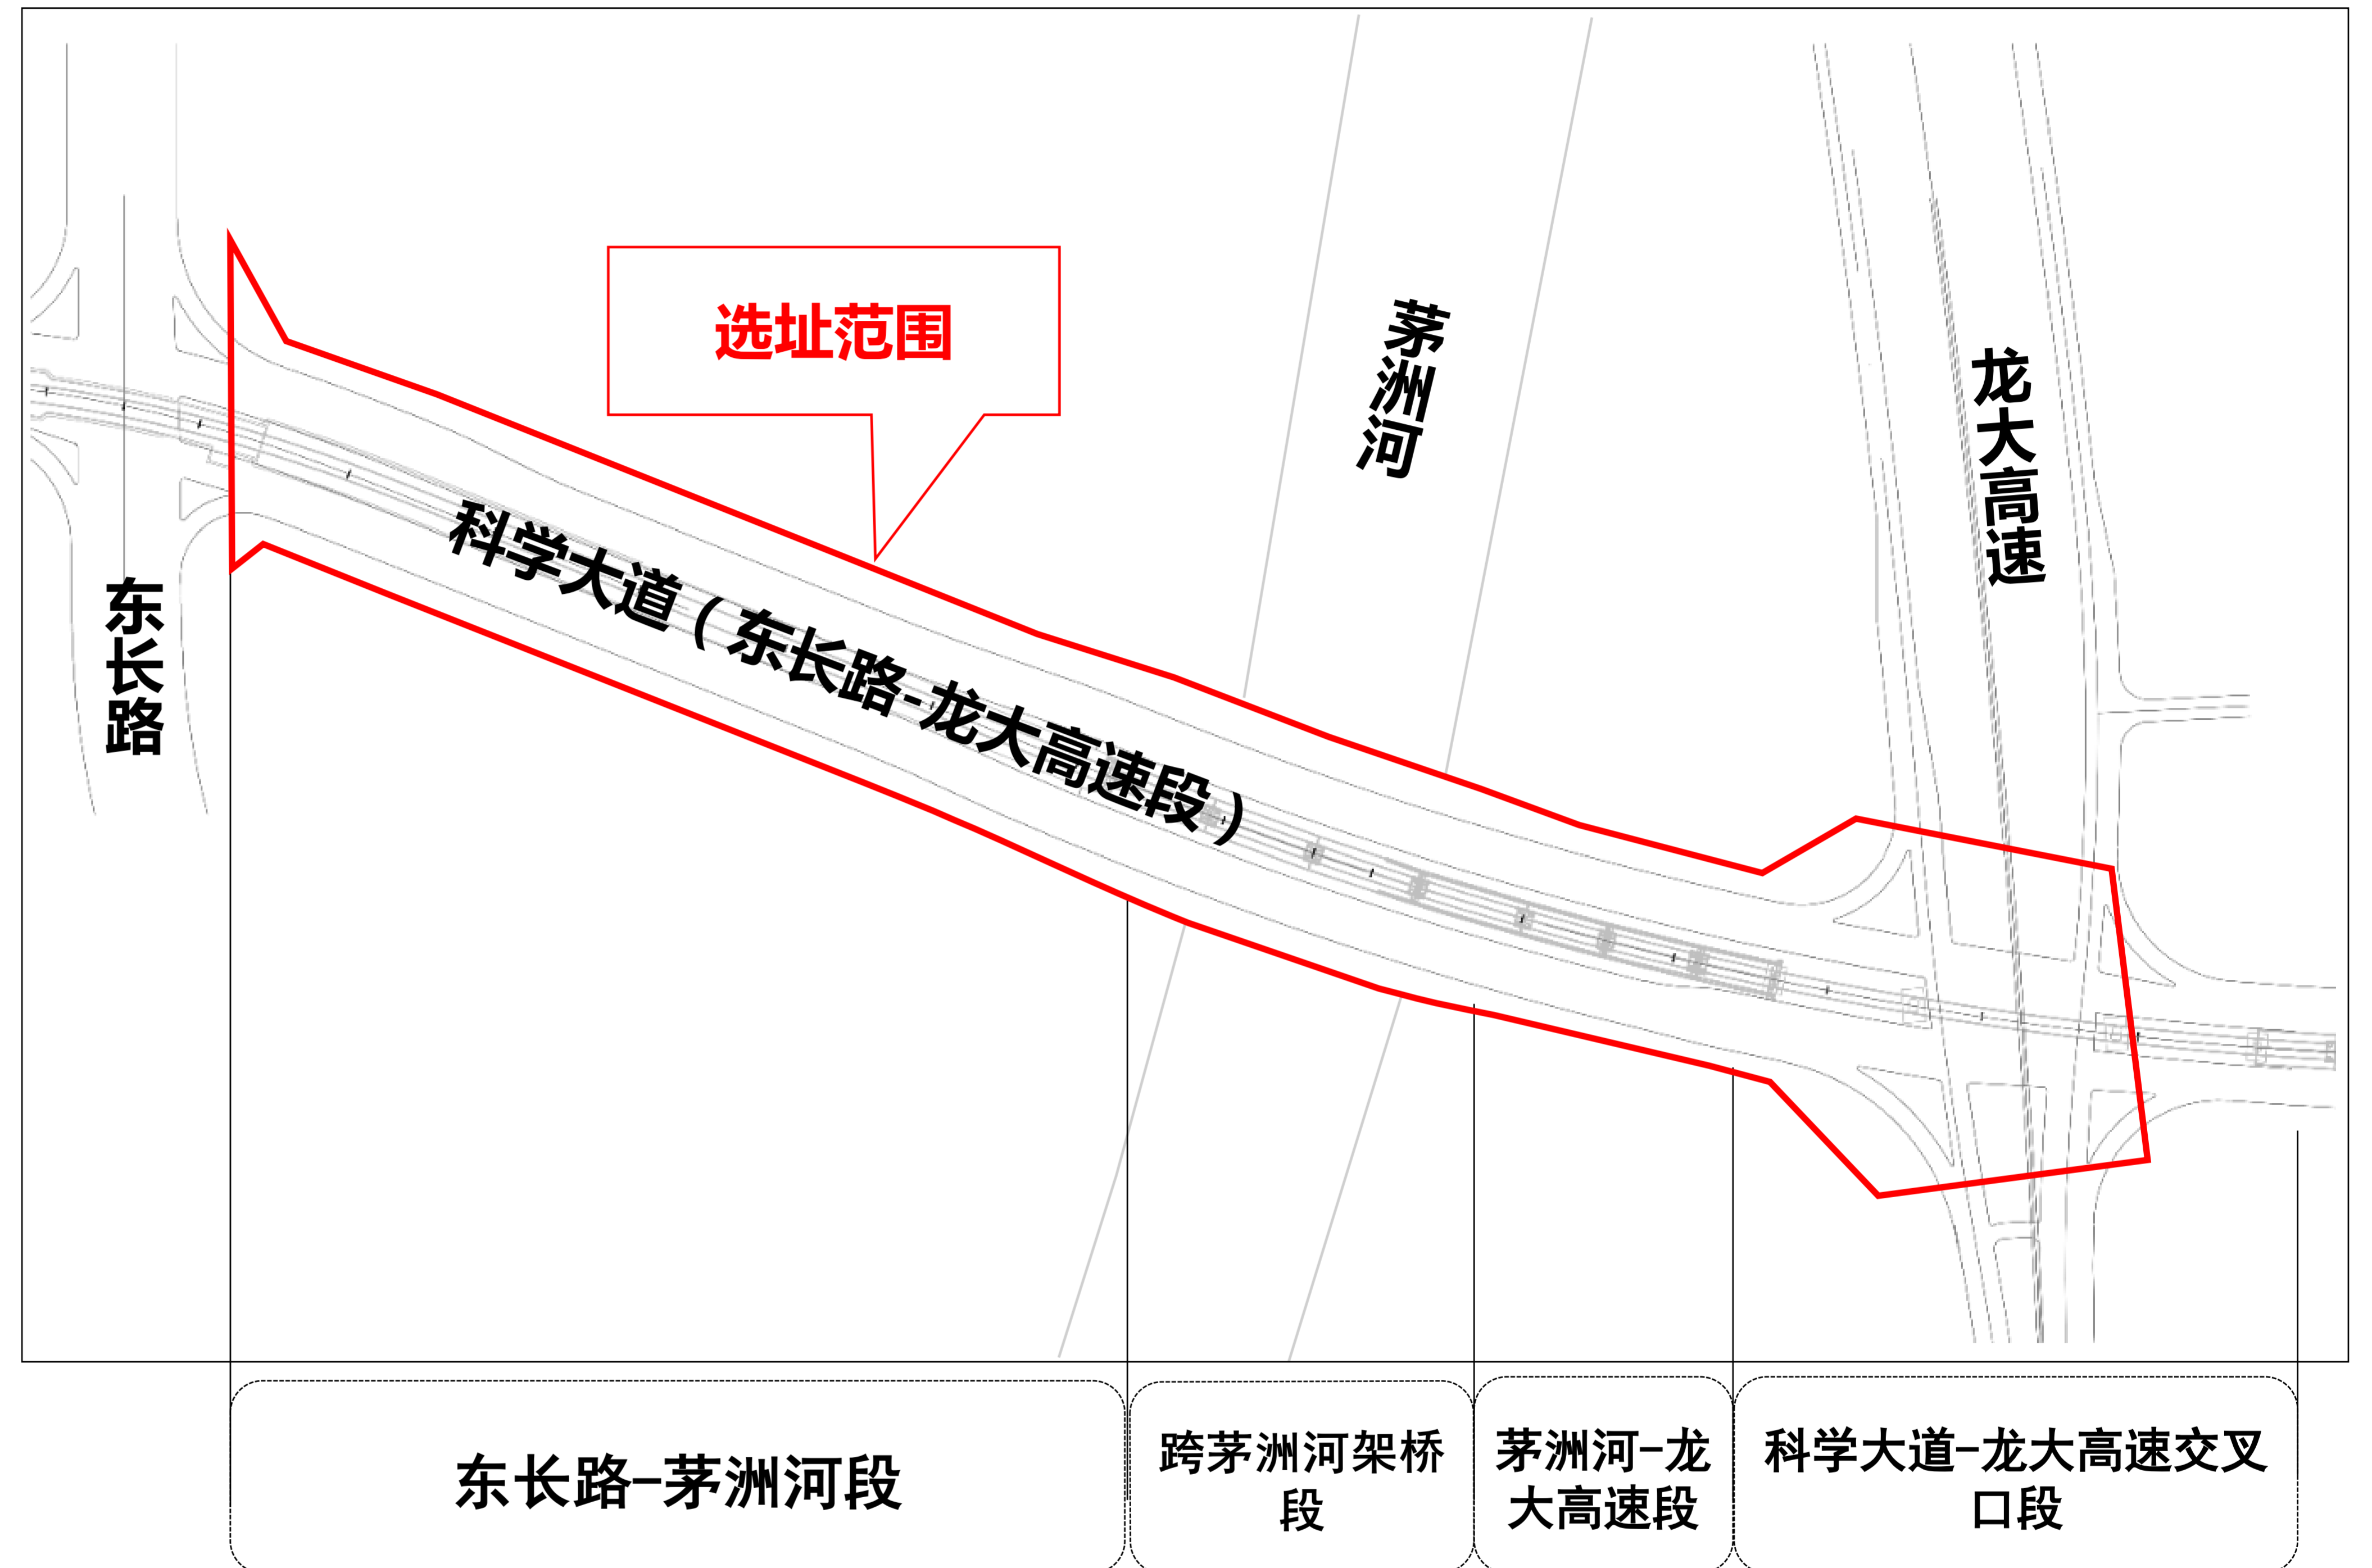 选址范围
茅洲河
龙大高速
科学大道（东长路-龙大高速段）
东长路
东长路–茅洲河段
跨茅洲河架桥
段
茅洲河–龙
大高速段
科学大道–龙大高速交叉
口段